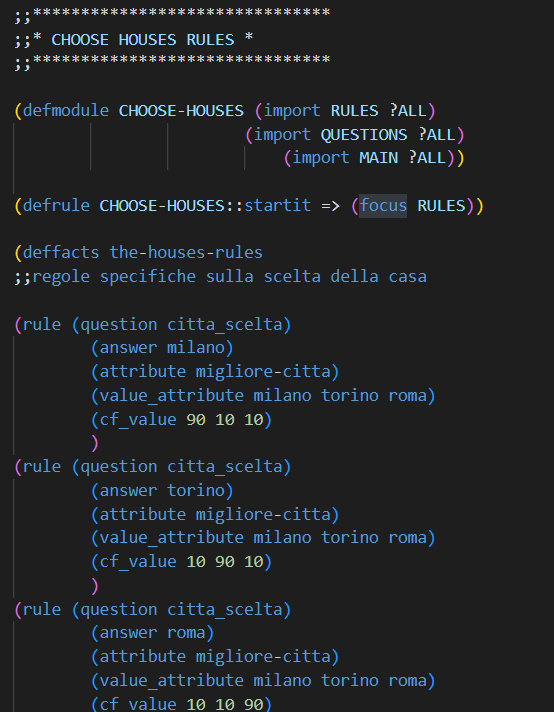 ;;*******************************
;;* CHOOSE HOUSES RULES *
;;*******************************
(defmodule CHOOSE-HOUSES (import RULES ?ALL)
(import QUESTIONS ?ALL)
(import MAIN ?ALL))
(defrule CHOOSE-HOUSES::startit => (focus RULES))
(deffacts the-houses-rules
;;regole specifiche sulla scelta della casa
(rule (question citta_scelta)
(answer milano)
(attribute migliore-citta)
(value_attribute milano torino roma)
(cf_value 90 10 10)
)
(rule (question citta_scelta)
(answer torino)
(attribute migliore-citta)
(value_attribute milano torino roma)
(cf_value 10 90 10)
)
(rule (question citta_scelta)
(answer roma)
(attribute migliore-citta)
(value_attribute milano torino roma)
(cf_value 10 10 90)